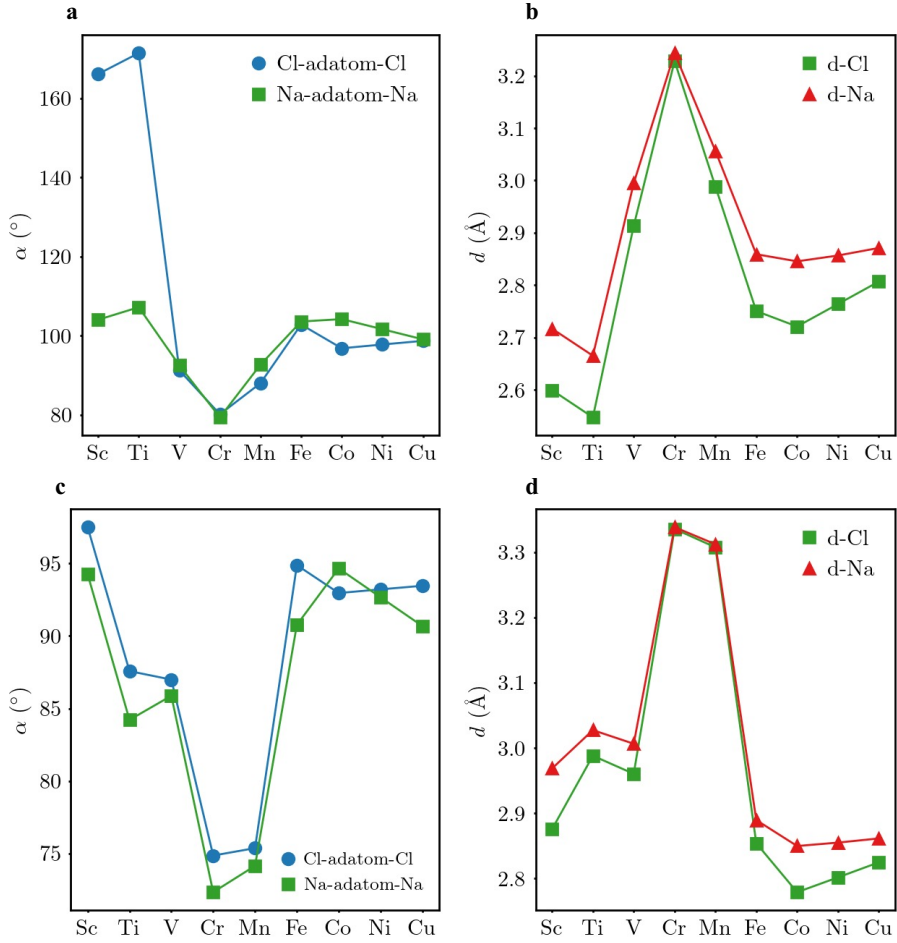 a
Cl-adatom-Cl
Na-adatom-Na
160
140
120
100
80
α (°)
Sc Ti V Cr Mn Fe Co Ni Cu
b
d-Cl
d-Na
3.2
3.1
3.0
2.9
2.8
2.7
2.6
d (Å)
Sc Ti V Cr Mn Fe Co Ni Cu
c
95
90
85
80
75
α (°)
Cl-adatom-Cl
Na-adatom-Na
Sc Ti V Cr Mn Fe Co Ni Cu
d
d-Cl
d-Na
3.3
3.2
3.1
3.0
2.9
2.8
d (Å)
Sc Ti V Cr Mn Fe Co Ni Cu